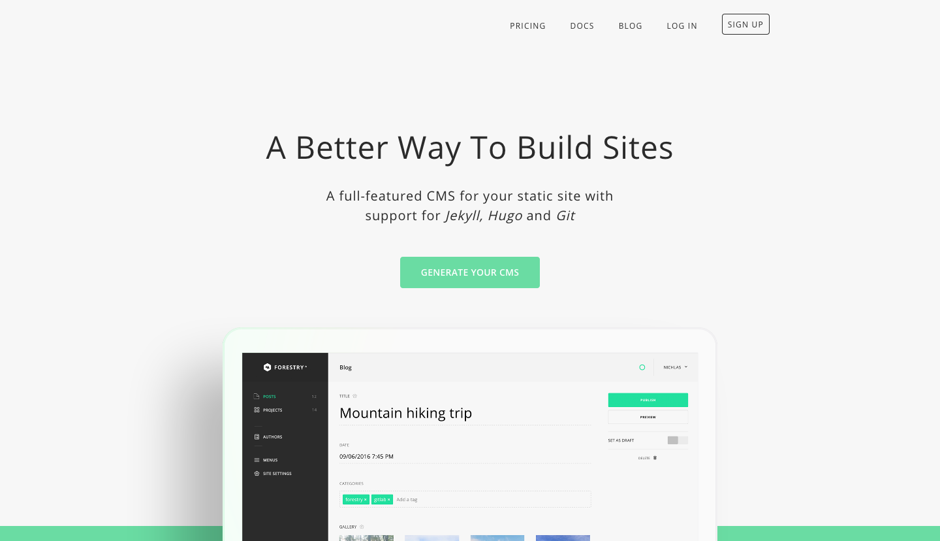 PRICING DOCS BLOG LOG IN SIGN UP
A Better Way To Build Sites
A full-featured CMS for your static site with
support for Jekyll, Hugo and Git
GENERATE YOUR CMS
FORESTRY
Blog
NICHLAS
POSTS
PROJECTS
AUTHORS
MENUS
SITE SETTINGS
TITLE
Mountain hiking trip
DATE
09/06/2016 7:45 PM
CATEGORIES
forestry × gitlab × Add a tag
GALLERY
PUBLISH
PREVIEW
SET AS DRAFT
DELETE